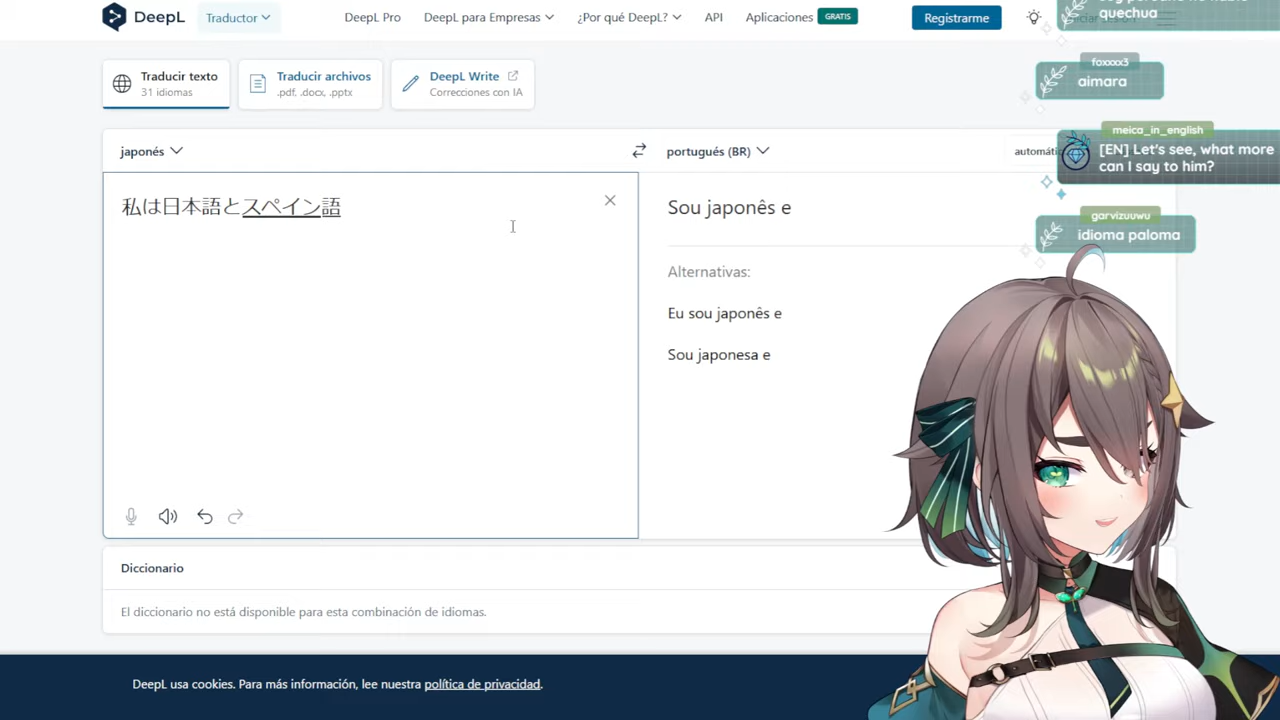 DeepL
Traductor
DeepL Pro
DeepL para Empresas
¿Por qué DeepL?
API
Aplicaciones
GRATIS
Registrarme
quechua
foxxxx3
aimara
meica_in_english
[EN] Let's see, what more
can I say to him?
garvizuuwu
idioma paloma
Traducir texto
31 idiomas
Traducir archivos
.pdf, .docx, .pptx
DeepL Write
Correcciones con IA
japonés
portugués (BR)
私は日本語とスペイン語
Sou japonês e
Alternativas:
Eu sou japonês e
Sou japonesa e
Diccionario
El diccionario no está disponible para esta combinación de idiomas.
DeepL usa cookies. Para más información, lee nuestra política de privacidad.